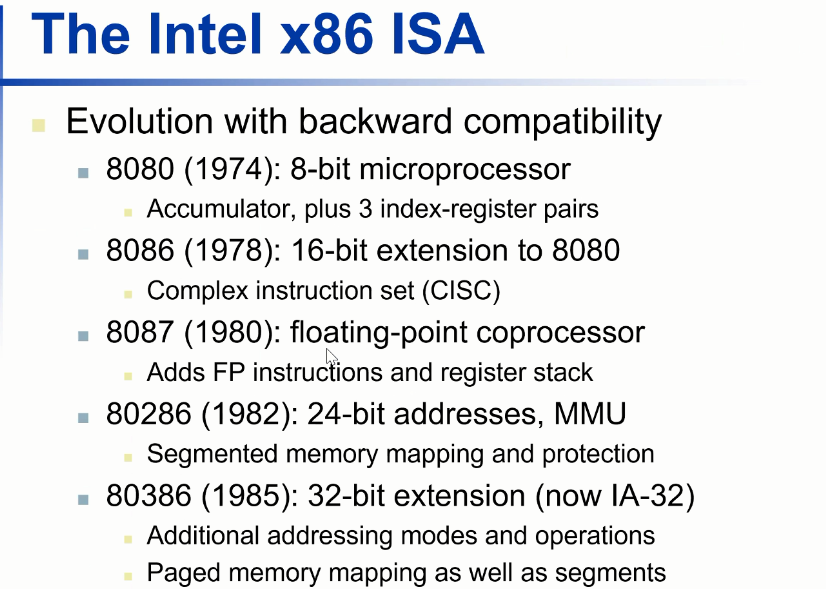 The Intel x86 ISA
Evolution with backward compatibility
8080 (1974): 8-bit microprocessor
Accumulator, plus 3 index-register pairs
8086 (1978): 16-bit extension to 8080
Complex instruction set (CISC)
8087 (1980): floating-point coprocessor
Adds FP instructions and register stack
80286 (1982): 24-bit addresses, MMU
Segmented memory mapping and protection
80386 (1985): 32-bit extension (now IA-32)
Additional addressing modes and operations
Paged memory mapping as well as segments